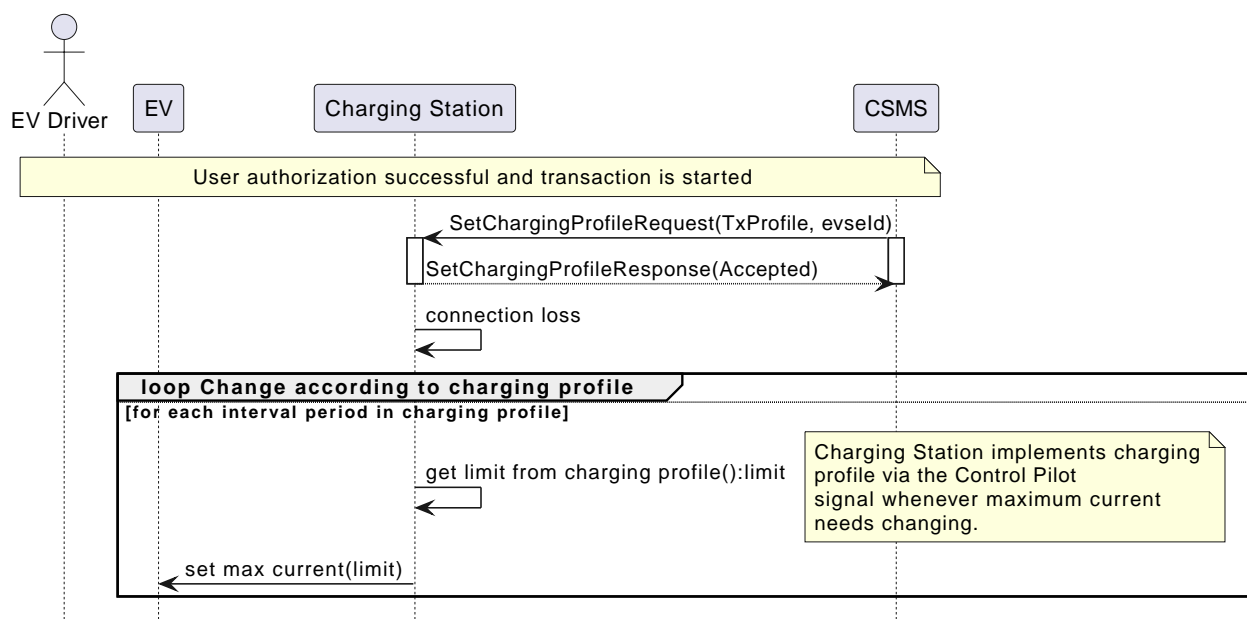 EV Driver
EV
Charging Station
CSMS
User authorization successful and transaction is started
SetChargingProfileRequest(TxProfile, evseId)
SetChargingProfileResponse(Accepted)
connection loss
loop Change according to charging profile
[for each interval period in charging profile]
Charging Station implements charging
profile via the Control Pilot
signal whenever maximum current
needs changing.
get limit from charging profile():limit
set max current(limit)